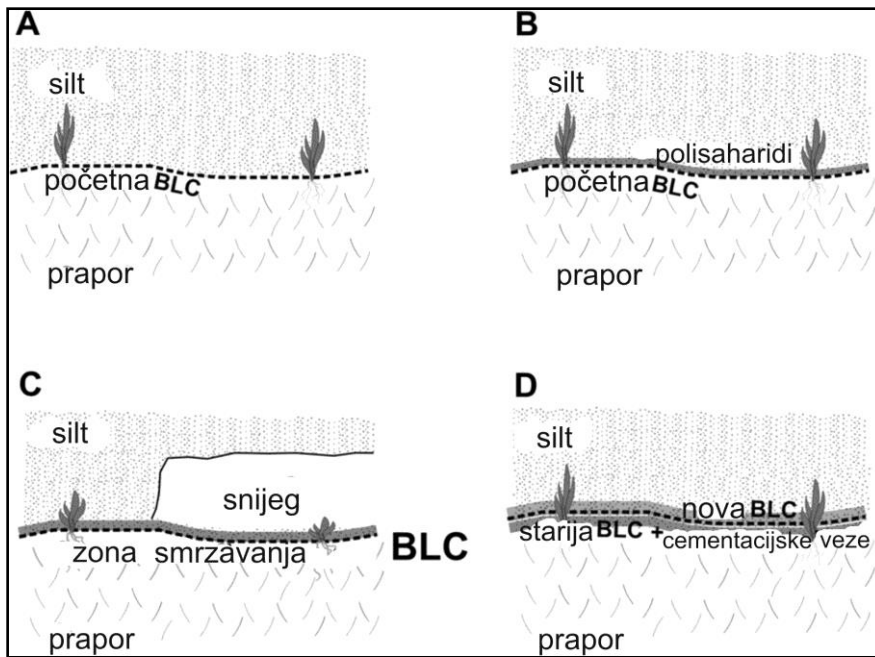 A
silt
početna BLC
prapor
B
silt
polisaharidi
početna BLC
prapor
C
silt
snijeg
zona smrzavanja
BLC
prapor
D
silt
nova BLC
starija BLC + cementacijske veze
prapor